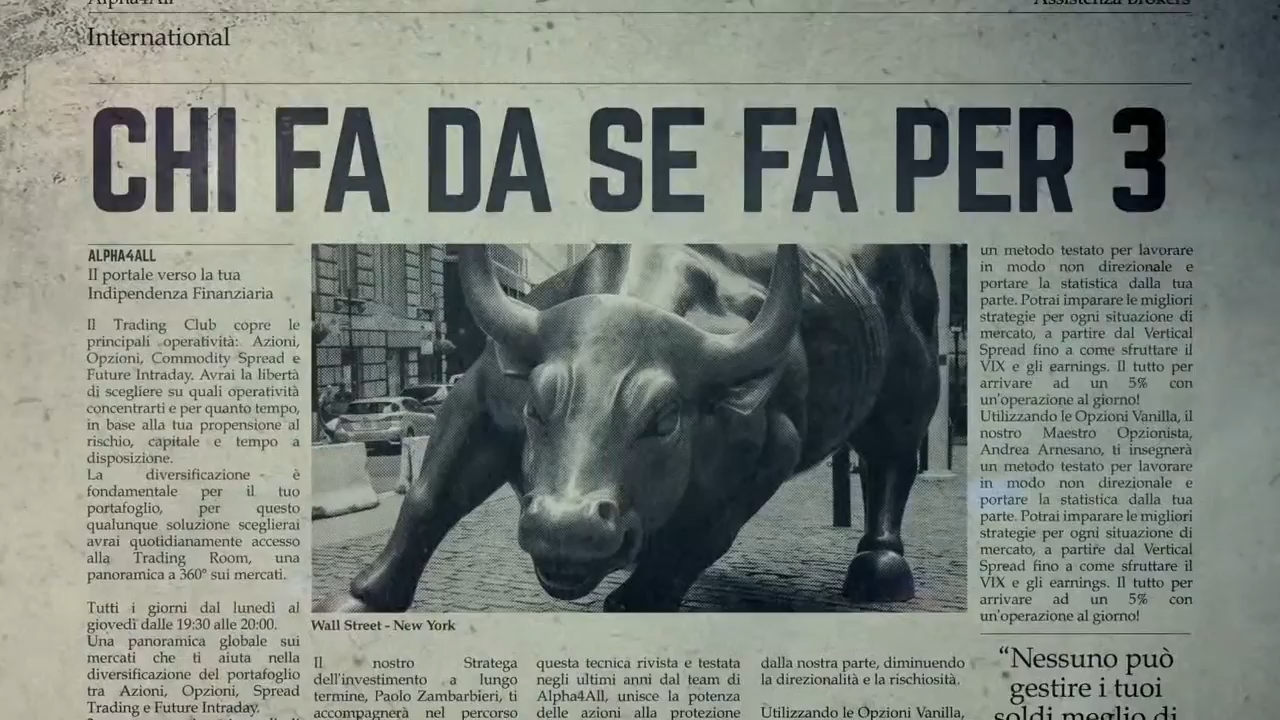 Alpha4All
Assistenza brokers
International
CHI FA DA SE FA PER 3
ALPHA4ALL
Il portale verso la tua
Indipendenza Finanziaria
Il Trading Club copre le
principali operatività: Azioni,
Opzioni, Commodity Spread e
Future Intraday. Avrai la libertà
di scegliere su quali operatività
concentrarti e per quanto tempo,
in base alla tua propensione al
rischio, capitale e tempo a
disposizione.
La diversificazione è
fondamentale per il tuo
portafoglio, per questo
qualunque soluzione sceglierai
avrai quotidianamente accesso
alla Trading Room, una
panoramica a 360° sui mercati.
Tutti i giorni dal lunedì al
giovedì dalle 19:30 alle 20:00.
Una panoramica globale sui
mercati che ti aiuta nella
diversificazione del portafoglio
tra Azioni, Opzioni, Spread
Trading e Future Intraday.
Wall Street - New York
Il nostro Stratega
dell'investimento a lungo
termine, Paolo Zambarbieri, ti
accompagnerà nel percorso
questa tecnica rivista e testata
negli ultimi anni dal team di
Alpha4All, unisce la potenza
delle azioni alla protezione
dalla nostra parte, diminuendo
la direzionalità e la rischiosità.
Utilizzando le Opzioni Vanilla,
un metodo testato per lavorare
in modo non direzionale e
portare la statistica dalla tua
parte. Potrai imparare le migliori
strategie per ogni situazione di
mercato, a partire dal Vertical
Spread fino a come sfruttare il
VIX e gli earnings. Il tutto per
arrivare ad un 5% con
un'operazione al giorno!
Utilizzando le Opzioni Vanilla, il
nostro Maestro Opzionista,
Andrea Arnesano, ti insegnerà
un metodo testato per lavorare
in modo non direzionale e
portare la statistica dalla tua
parte. Potrai imparare le migliori
strategie per ogni situazione di
mercato, a partire dal Vertical
Spread fino a come sfruttare il
VIX e gli earnings. Il tutto per
arrivare ad un 5% con
un'operazione al giorno!
“Nessuno può
gestire i tuoi
soldi meglio di